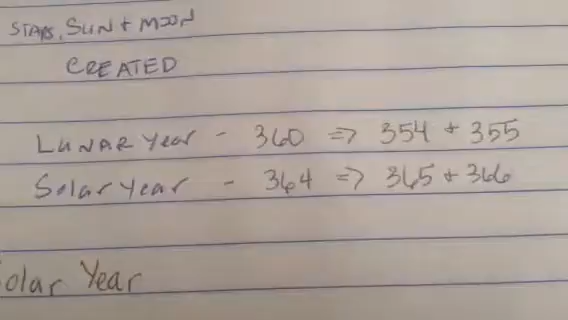 STARS, SUN + MOON
CREATED
LUNAR Year - 360 => 354 + 355
Solar year - 364 => 365 + 366
olar Year